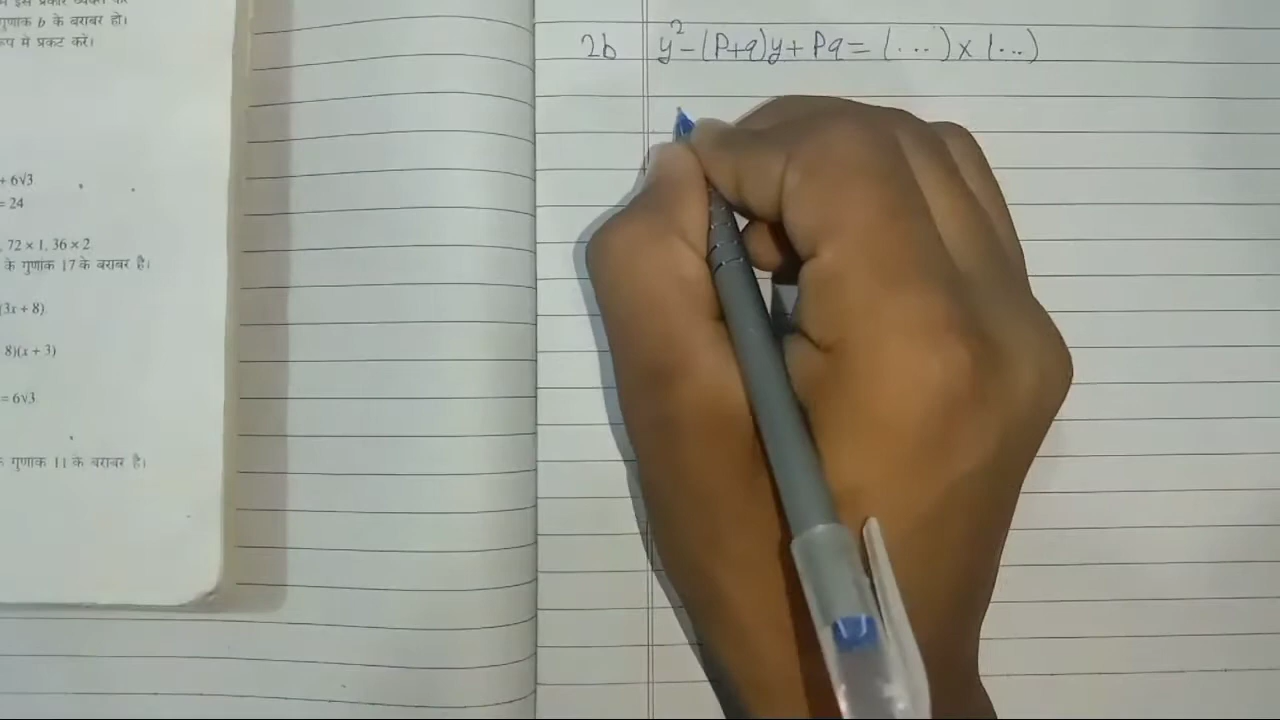 गुणांक b के बराबर हो।
रूप में प्रकट करें।
+ 6√3
= 24
, 72 × 1, 36 × 2
के गुणांक 17 के बराबर है।
(3x + 8)
8)(x + 3)
= 6√3
गुणांक 11 के बराबर है।
2b y² - (P+q)y + Pq = (...) × (...)